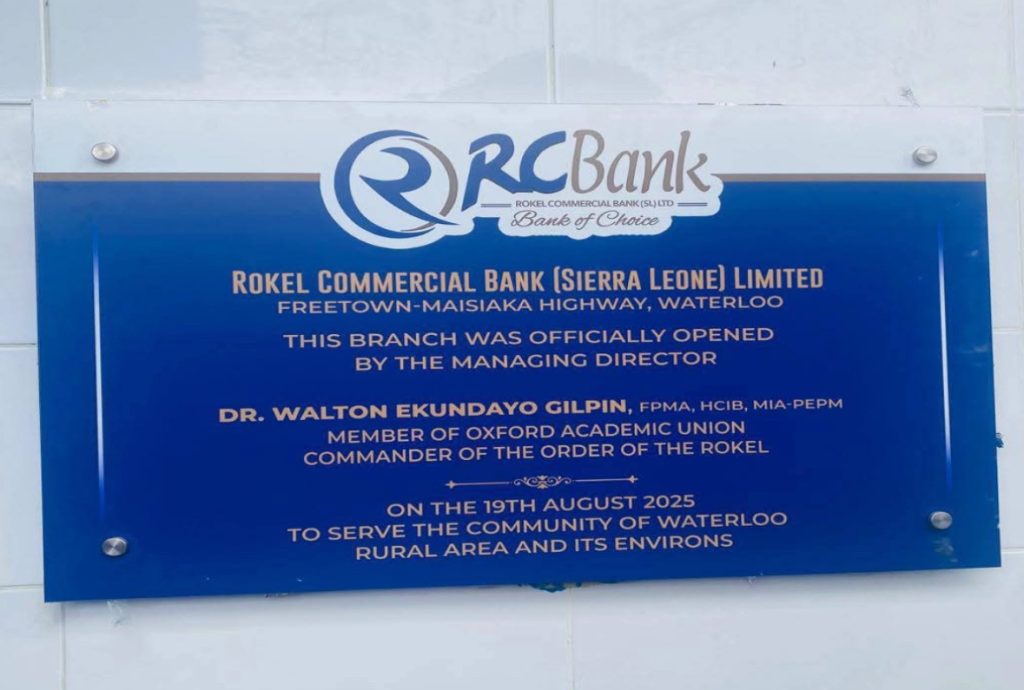 RCBank
ROKEL COMMERCIAL BANK (SL) LTD
Bank of Choice
ROKEL COMMERCIAL BANK (SIERRA LEONE) LIMITED
FREETOWN-MAISIAKA HIGHWAY, WATERLOO
THIS BRANCH WAS OFFICIALLY OPENED
BY THE MANAGING DIRECTOR
DR. WALTON EKUNDAYO GILPIN, FPMA, HCIB, MIA-PEPM
MEMBER OF OXFORD ACADEMIC UNION
COMMANDER OF THE ORDER OF THE ROKEL
ON THE 19TH AUGUST 2025
TO SERVE THE COMMUNITY OF WATERLOO
RURAL AREA AND ITS ENVIRONS